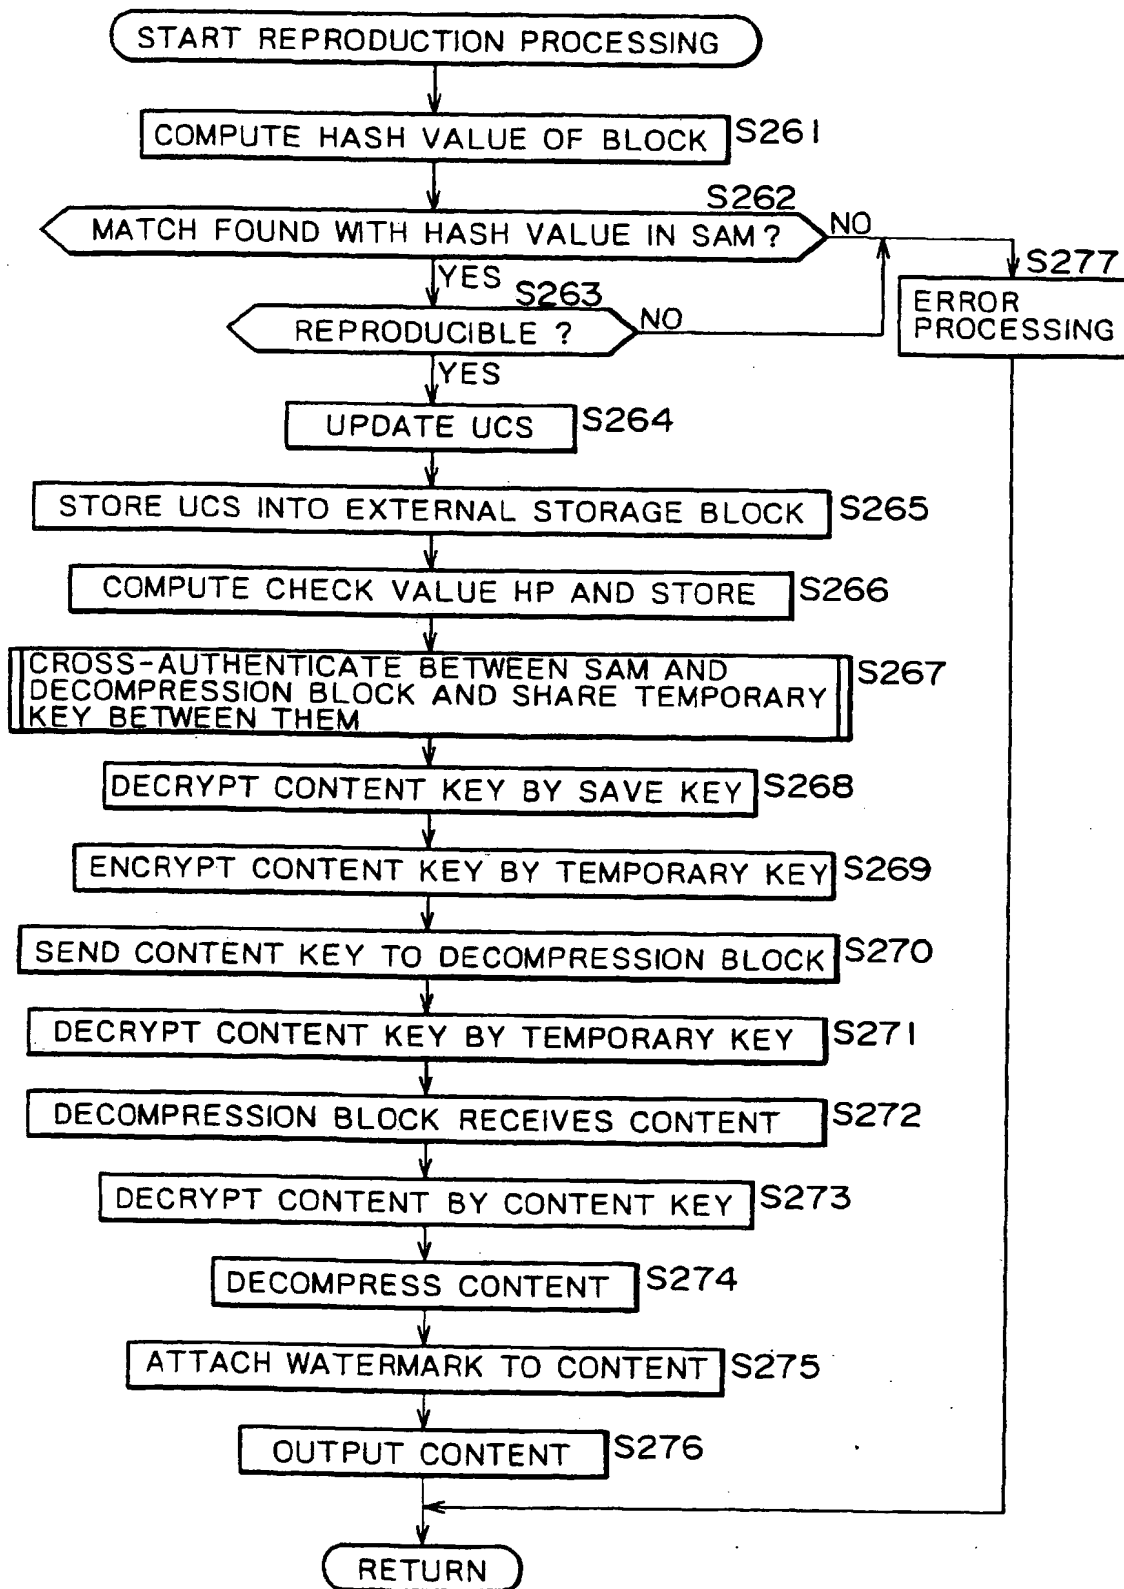 START REPRODUCTION PROCESSING
COMPUTE HASH VALUE OF BLOCK
S261
S262
MATCH FOUND WITH HASH VALUE IN SAM ?
NO
YES
S263
S277
ERROR
PROCESSING
REPRODUCIBLE ?
NO
YES
UPDATE UCS
S264
STORE UCS INTO EXTERNAL STORAGE BLOCK
S265
COMPUTE CHECK VALUE HP AND STORE
S266
CROSS-AUTHENTICATE BETWEEN SAM AND
DECOMPRESSION BLOCK AND SHARE TEMPORARY
KEY BETWEEN THEM
S267
DECRYPT CONTENT KEY BY SAVE KEY
S268
ENCRYPT CONTENT KEY BY TEMPORARY KEY
S269
SEND CONTENT KEY TO DECOMPRESSION BLOCK
S270
DECRYPT CONTENT KEY BY TEMPORARY KEY
S271
DECOMPRESSION BLOCK RECEIVES CONTENT
S272
DECRYPT CONTENT BY CONTENT KEY
S273
DECOMPRESS CONTENT
S274
ATTACH WATERMARK TO CONTENT
S275
OUTPUT CONTENT
S276
RETURN